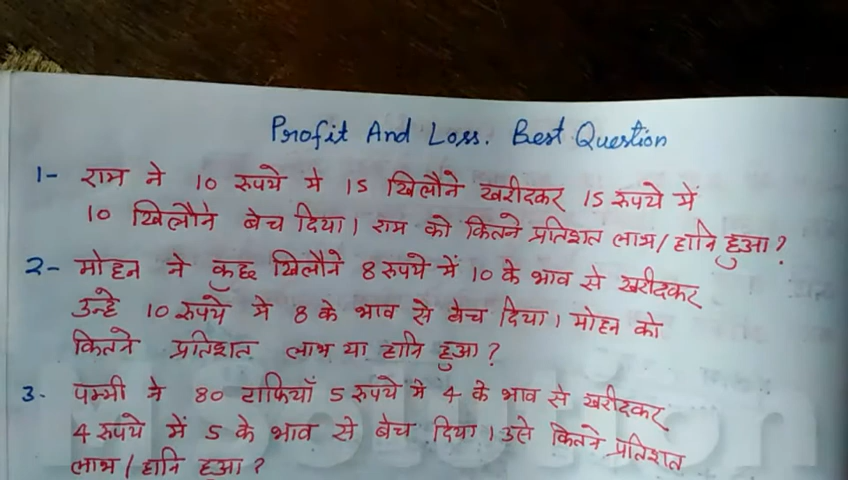 Profit And Loss. Best Question
1- राम ने 10 रुपये मे 15 खिलौने खरीदकर 15 रुपये में
10 खिलौने बेच दिया। राम को कितने प्रतिशत लाभ/हानि हुआ?
2- मोहन ने कुछ खिलौने 8 रुपये में 10 के भाव से खरीदकर
उन्हे 10 रुपये मे 8 के भाव से बेच दिया। मोहन को
कितने प्रतिशत लाभ या हानि हुआ?
3. पम्मी ने 80 टाफियाँ 5 रुपये मे 4 के भाव से खरीदकर
4 रुपये में 5 के भाव से बेच दिया। उसे कितने प्रतिशत
लाभ/हानि हुआ?